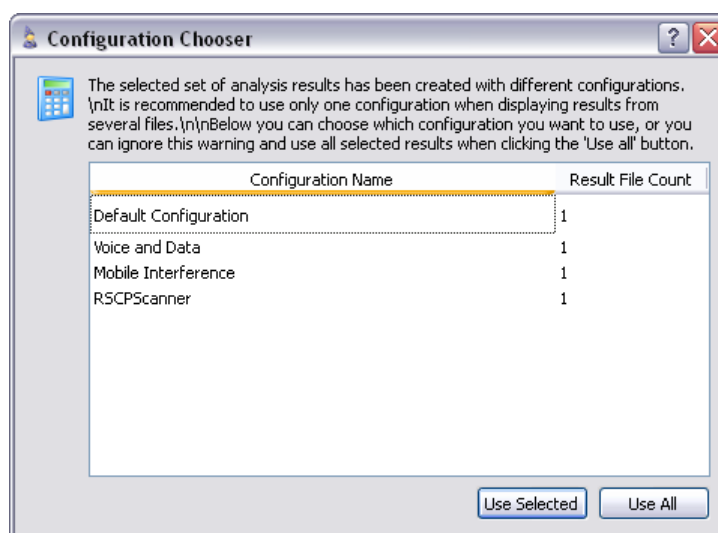 Configuration Chooser
The selected set of analysis results has been created with different configurations.
\nIt is recommended to use only one configuration when displaying results from
several files.\n\nBelow you can choose which configuration you want to use, or you
can ignore this warning and use all selected results when clicking the 'Use all' button.
Configuration Name Result File Count
Default Configuration 1
Voice and Data 1
Mobile Interference 1
RSCPScanner 1
Use Selected Use All